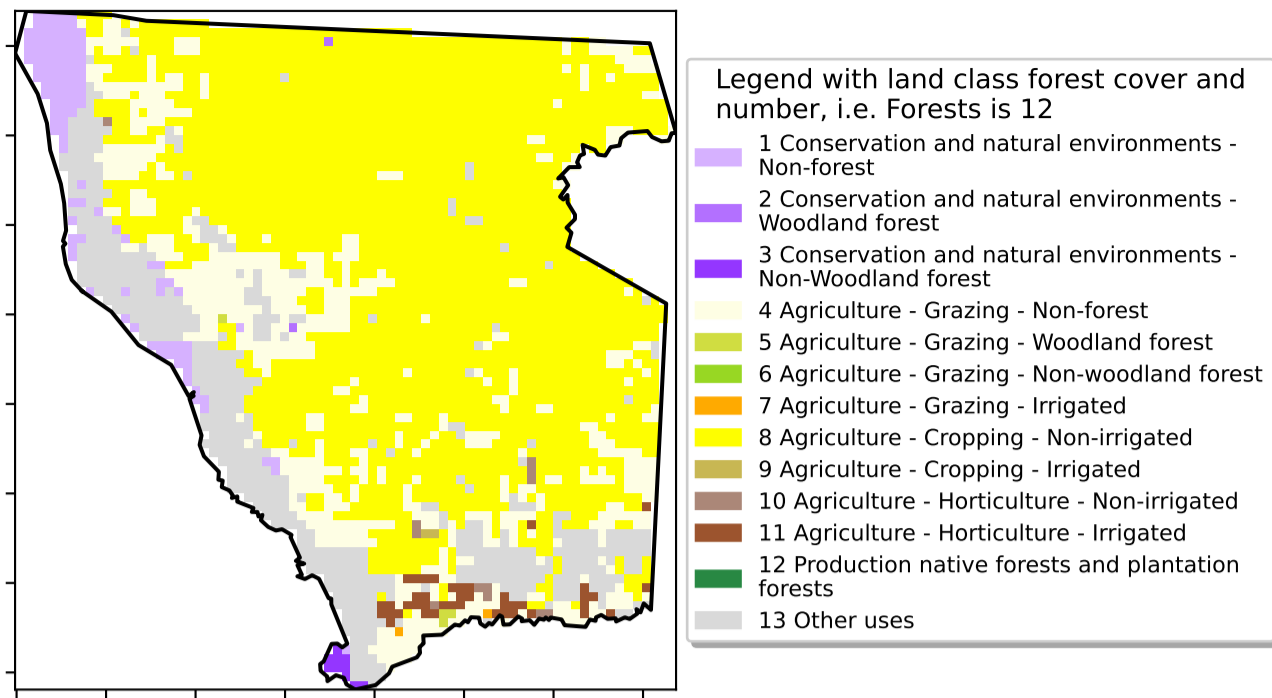 Legend with land class forest cover and
number, i.e. Forests is 12
1 Conservation and natural environments -
Non-forest
2 Conservation and natural environments -
Woodland forest
3 Conservation and natural environments -
Non-Woodland forest
4 Agriculture - Grazing - Non-forest
5 Agriculture - Grazing - Woodland forest
6 Agriculture - Grazing - Non-woodland forest
7 Agriculture - Grazing - Irrigated
8 Agriculture - Cropping - Non-irrigated
9 Agriculture - Cropping - Irrigated
10 Agriculture - Horticulture - Non-irrigated
11 Agriculture - Horticulture - Irrigated
12 Production native forests and plantation
forests
13 Other uses